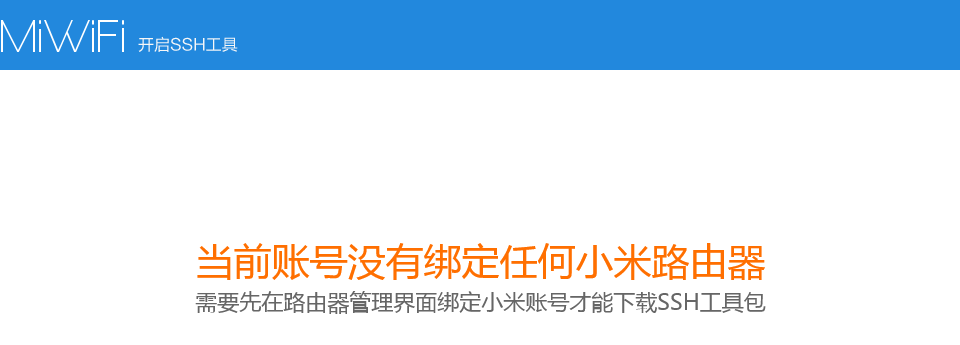 MiWiFi 开启SSH工具
当前账号没有绑定任何小米路由器
需要先在路由器管理界面绑定小米账号才能下载SSH工具包